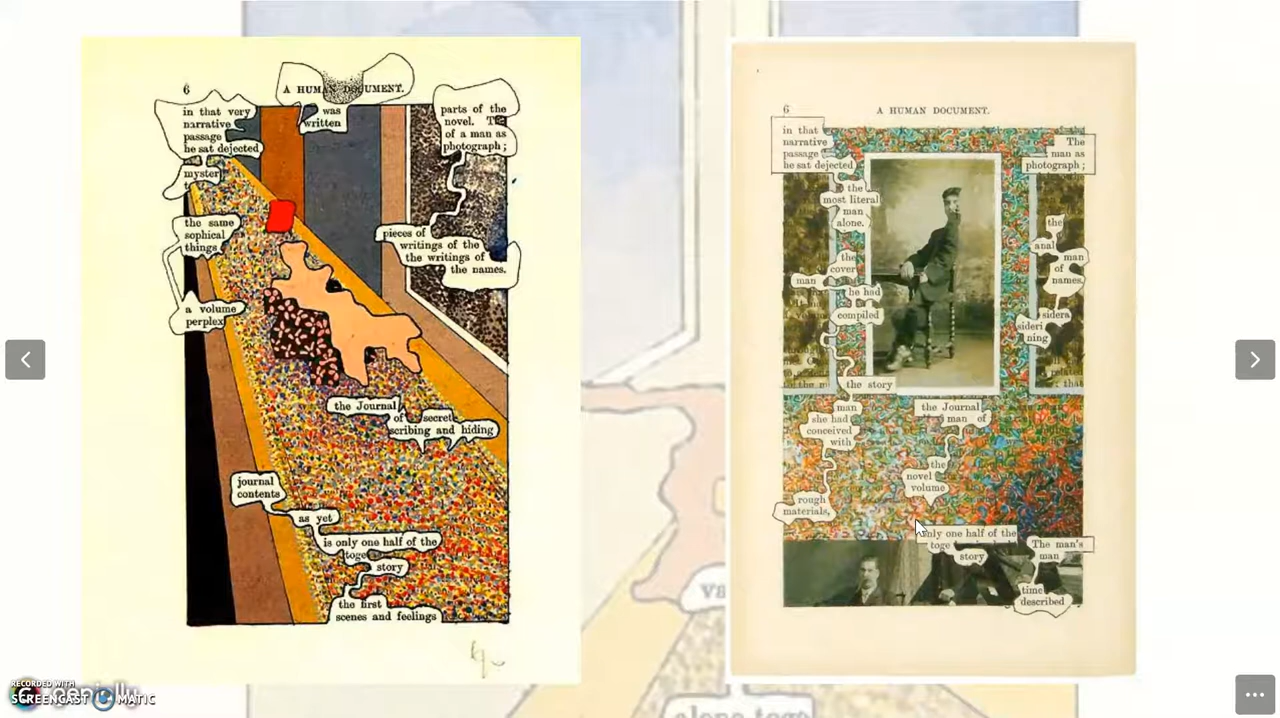 6
A HUMAN DOCUMENT.
in that very
narrative
passage
he sat dejected
myster
was
written
parts of the
novel. The
of a man as
photograph;
the same
sophical
things
pieces of
writings of the
the writings of
the names.
a volume
perplex
the Journal
of secret
scribing and hiding
journal
contents
as yet
is only one half of the
toge
story
the first
scenes and feelings
6
A HUMAN DOCUMENT.
in that
narrative
passage
he sat dejected
The
man as
photograph;
the
most literal
man
alone.
the
cover
man
he had
compiled
the story
the
anal
man
of
names,
sidera
sideri
ning
man
she had
conceived
with
rough
materials,
the Journal
man of
the
novel
volume
only one half of the
toge
story
The man's
man
time
described
va
alone toge
RECORDED WITH
SCREENCAST MATIC
genially